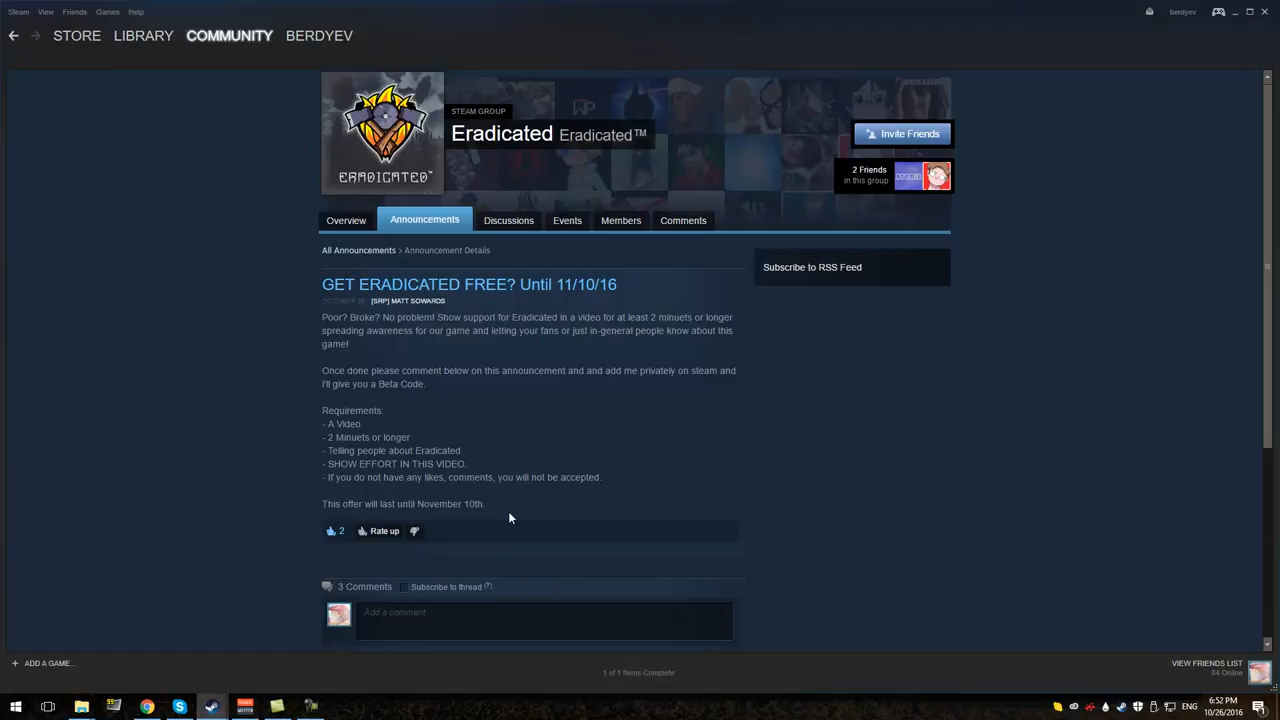 Steam View Friends Games Help
berdyev
STORE LIBRARY COMMUNITY BERDYEV
ERADICATED™
STEAM GROUP
Eradicated Eradicated™
Invite Friends
2 Friends
in this group
Overview Announcements Discussions Events Members Comments
All Announcements > Announcement Details
Subscribe to RSS Feed
GET ERADICATED FREE? Until 11/10/16
[SRP] MATT SOWARDS
Poor? Broke? No problem! Show support for Eradicated in a video for at least 2 minuets or longer
spreading awareness for our game and letting your fans or just in-general people know about this
game!
Once done please comment below on this announcement and and add me privately on steam and
i'll give you a Beta Code.
Requirements:
- A Video
- 2 Minuets or longer
- Telling people about Eradicated
- SHOW EFFORT IN THIS VIDEO.
- If you do not have any likes, comments, you will not be accepted.
This offer will last until November 10th.
2 Rate up
3 Comments Subscribe to thread (?)
Add a comment
+ ADD A GAME...
1 of 1 Items Complete
VIEW FRIENDS LIST
84 Online
ENG
6:52 PM
10/26/2016